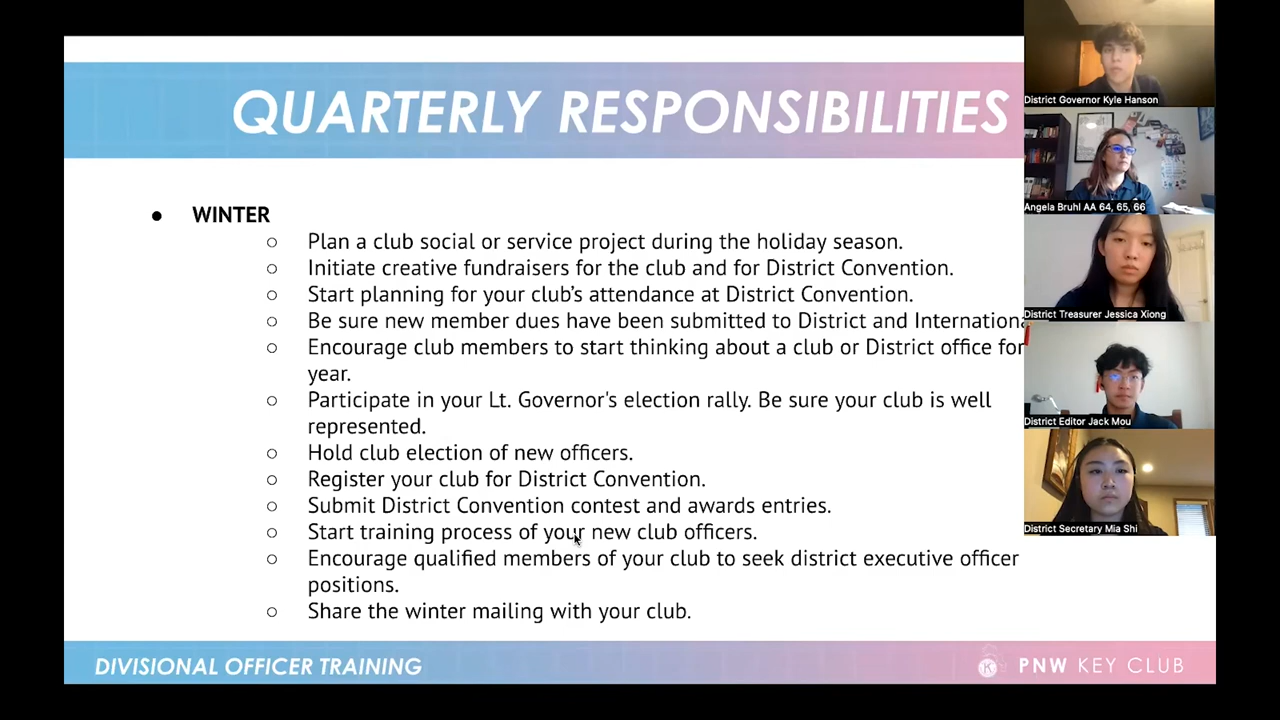 QUARTERLY RESPONSIBILITIES
● WINTER
○ Plan a club social or service project during the holiday season.
○ Initiate creative fundraisers for the club and for District Convention.
○ Start planning for your club’s attendance at District Convention.
○ Be sure new member dues have been submitted to District and Internationa
○ Encourage club members to start thinking about a club or District office for
year.
○ Participate in your Lt. Governor's election rally. Be sure your club is well
represented.
○ Hold club election of new officers.
○ Register your club for District Convention.
○ Submit District Convention contest and awards entries.
○ Start training process of your new club officers.
○ Encourage qualified members of your club to seek district executive officer
positions.
○ Share the winter mailing with your club.
DIVISIONAL OFFICER TRAINING
K PNW KEY CLUB
District Governor Kyle Hanson
Angela Bruhl AA 64, 65, 66
District Treasurer Jessica Xiong
District Editor Jack Mou
District Secretary Mia Shi